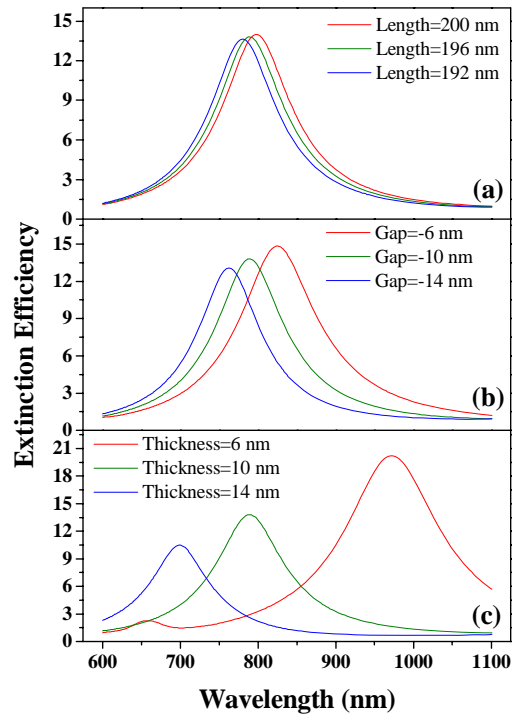 15
12
9
6
3
0
Length=200 nm
Length=196 nm
Length=192 nm
(a)
15
12
9
6
3
0
Gap=-6 nm
Gap=-10 nm
Gap=-14 nm
(b)
21
18
15
12
9
6
3
0
Thickness=6 nm
Thickness=10 nm
Thickness=14 nm
(c)
600 700 800 900 1000 1100
Wavelength (nm)
Extinction Efficiency